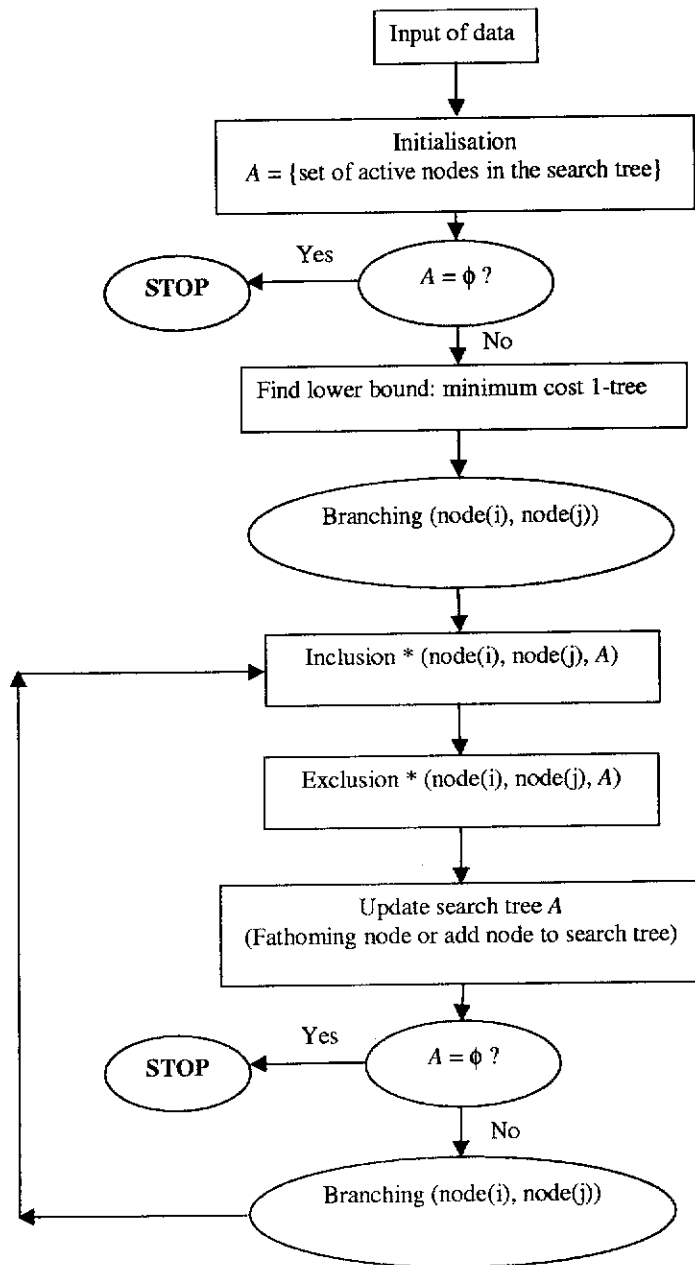 Input of data
Initialisation
A = {set of active nodes in the search tree}
Yes
STOP
A = ϕ ?
No
Find lower bound: minimum cost 1-tree
Branching (node(i), node(j))
Inclusion * (node(i), node(j), A)
Exclusion * (node(i), node(j), A)
Update search tree A
(Fathoming node or add node to search tree)
Yes
STOP
A = ϕ ?
No
Branching (node(i), node(j))